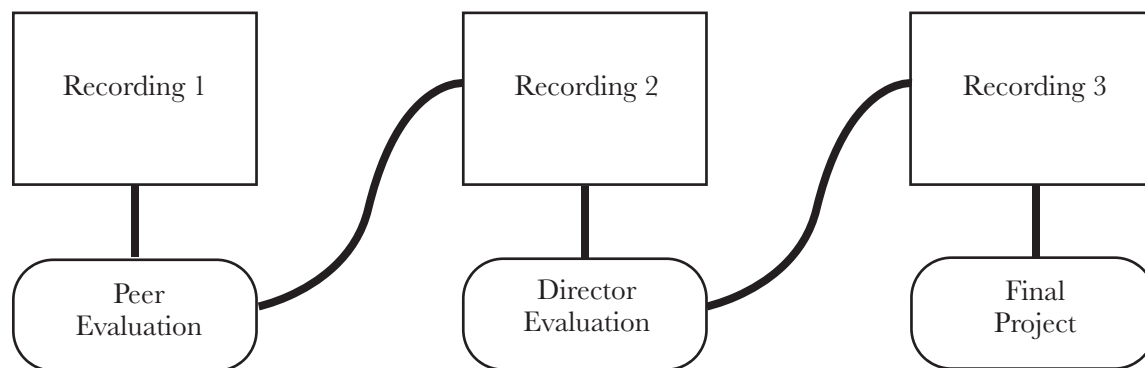 Recording 1
Peer
Evaluation
Recording 2
Director
Evaluation
Recording 3
Final
Project